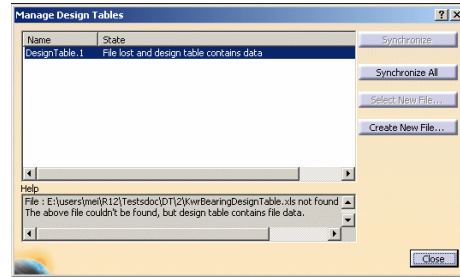 Manage Design Tables
Name State
DesignTable.1 File lost and design table contains data
Synchronize
Synchronize All
Select New File...
Create New File...
Help
File : E:\users\mei\R12\Testsdoc\DT\2\KwrBearingDesignTable.xls not found
The above file couldn't be found, but design table contains file data.
Close